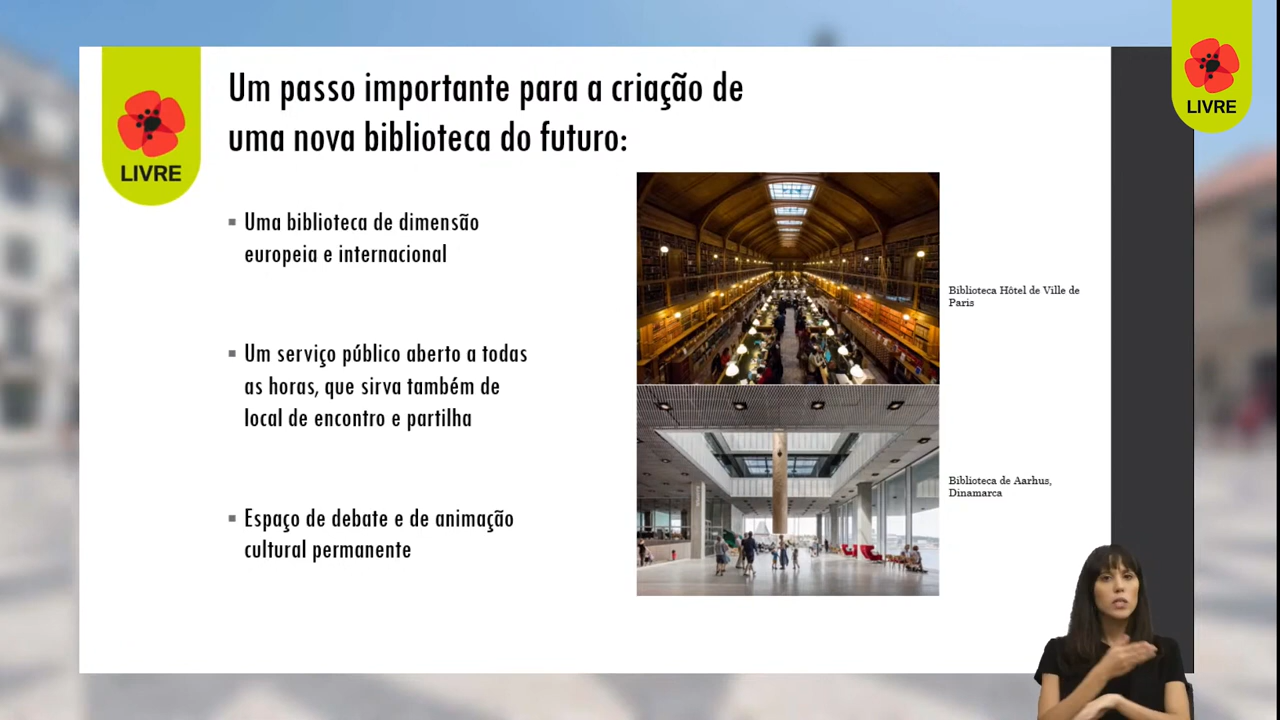 LIVRE
Um passo importante para a criação de
uma nova biblioteca do futuro:
LIVRE
Uma biblioteca de dimensão
europeia e internacional
Um serviço público aberto a todas
as horas, que sirva também de
local de encontro e partilha
Espaço de debate e de animação
cultural permanente
Biblioteca Hôtel de Ville de
Paris
Biblioteca de Aarhus,
Dinamarca